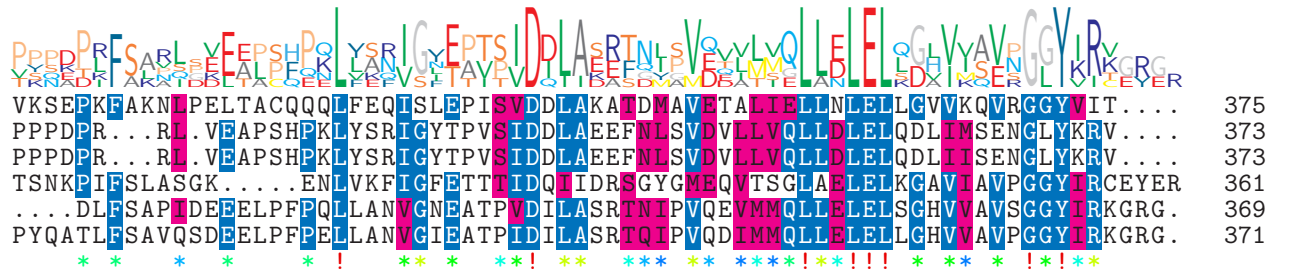 VKSEPKFAKNLPELTACQQQLFEQISLEPISVDDLAKATDMAVETALIELLNLELLGVVKQVRGGYVIT.... 375
PPPDPR...RL.VEAPSHPKLYSRIGYTPVSIDDLAEEFNLSVDVLLVQLLDLELQDLIMSENGLYKRV.... 373
PPPDPR...RL.VEAPSHPKLYSRIGYTPVSIDDLAEEFNLSVDVLLVQLLDLELQDLIISENGLYKRV.... 373
TSNKPIFSLASGK.....ENLVKFIGFETTTIDQIIDRSGYGMEQVTSGLAELELKGAVIAVPGGYIRCEYER 361
....DLFSAPIDEEELPFPQLLANVGNEATPVDILASRTNIPVQEVMMQLLELELSGHVVAVSGGYIRKGRG. 369
PYQATLFSAVQSDEELPFPELLANVGIEATPIDILASRTQIPVQDIMMQLLELELLGHVVAVPGGYIRKGRG. 371
* * * * * ! ** * **! ** *** ** ****!**!!! *** * !*!**